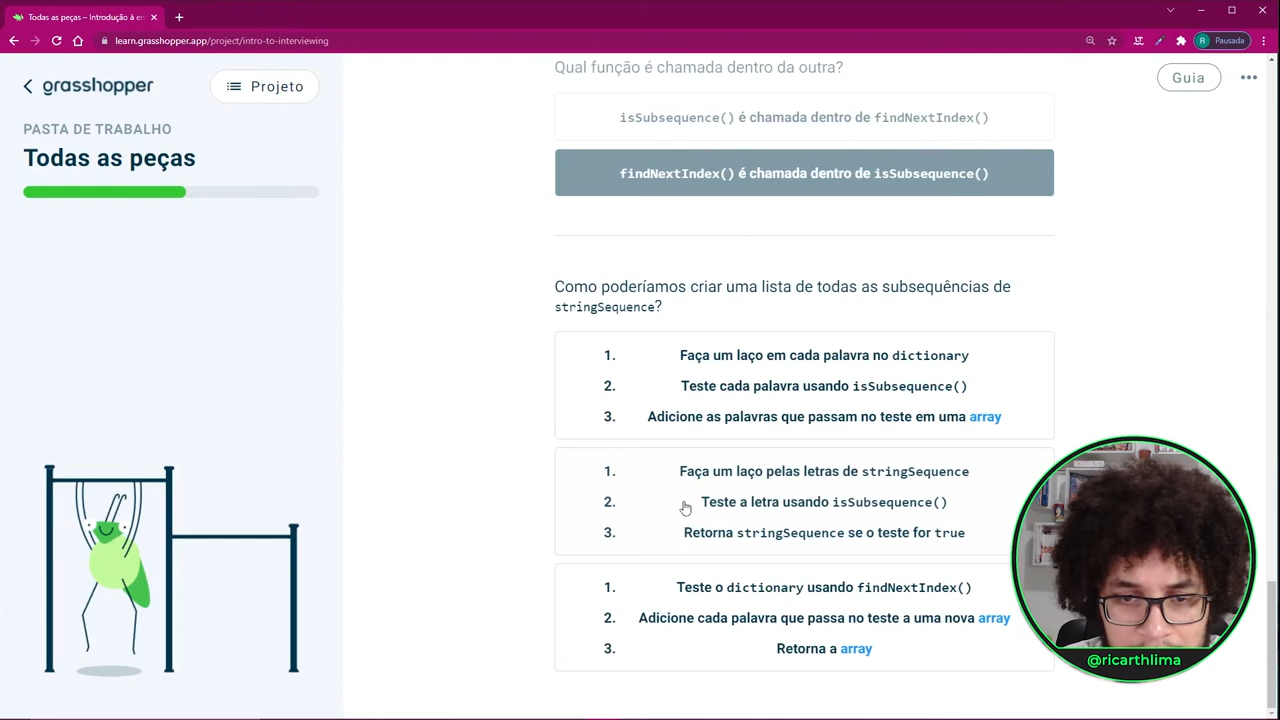 Todas as peças – Introdução à en
learn.grasshopper.app/project/intro-to-interviewing
R
Pausada
grasshopper
Projeto
PASTA DE TRABALHO
Todas as peças
Qual função é chamada dentro da outra?
Guia
isSubsequence() é chamada dentro de findNextIndex()
findNextIndex() é chamada dentro de isSubsequence()
Como poderíamos criar uma lista de todas as subsequências de
stringSequence?
1. Faça um laço em cada palavra no dictionary
2. Teste cada palavra usando isSubsequence()
3. Adicione as palavras que passam no teste em uma array
1. Faça um laço pelas letras de stringSequence
2. Teste a letra usando isSubsequence()
3. Retorna stringSequence se o teste for true
1. Teste o dictionary usando findNextIndex()
2. Adicione cada palavra que passa no teste a uma nova array
3. Retorna a array
@ricarthlima